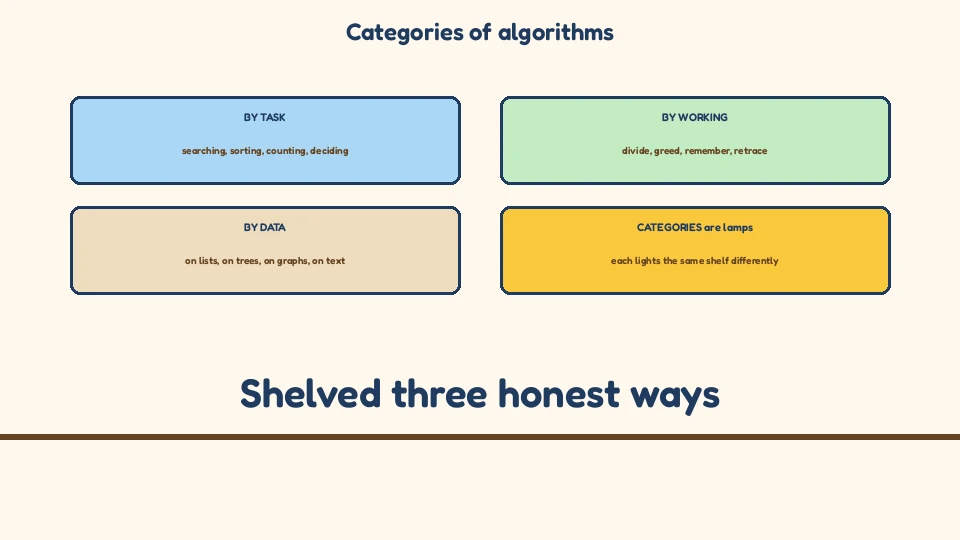 Categories of algorithms
BY TASK
searching, sorting, counting, deciding
BY WORKING
divide, greed, remember, retrace
BY DATA
on lists, on trees, on graphs, on text
CATEGORIES are lamps
each lights the same shelf differently
Shelved three honest ways